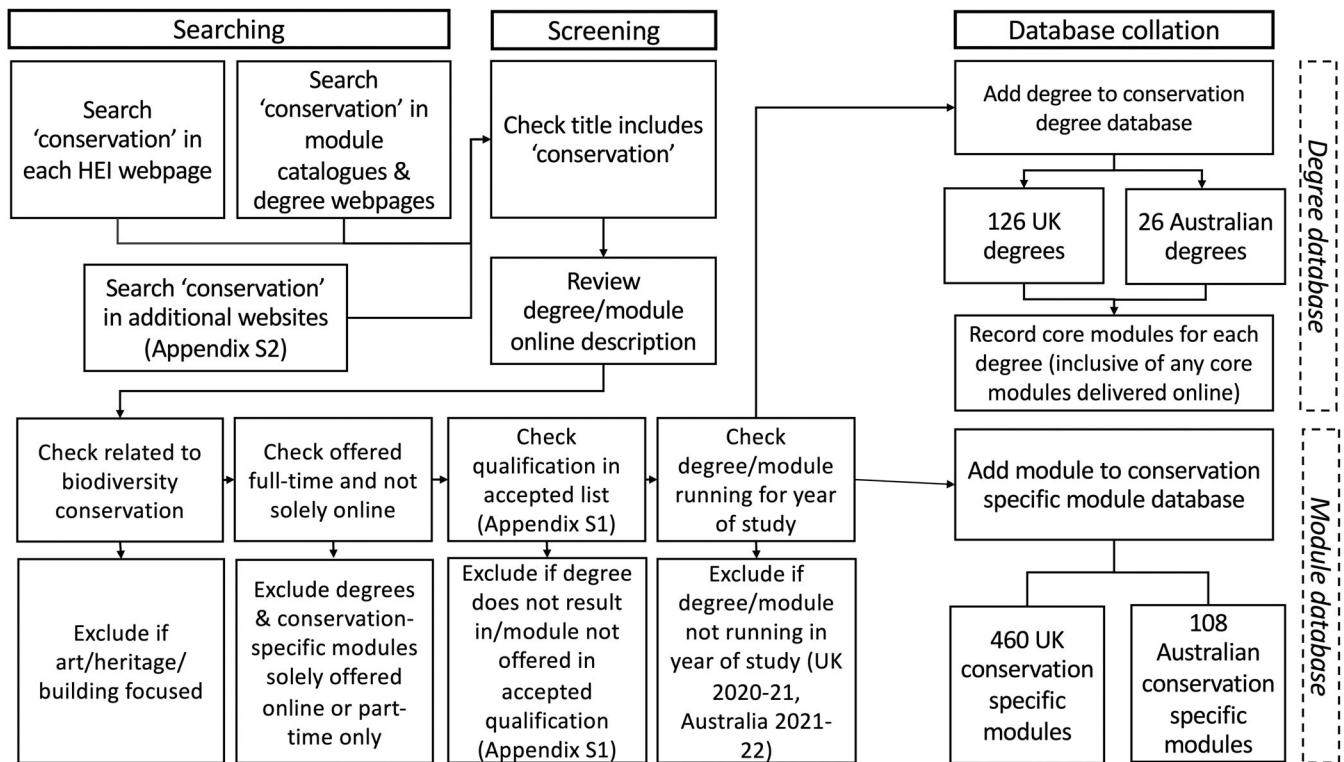 Searching
Screening
Database collation
Search
‘conservation’ in
each HEI webpage
Search
‘conservation’ in
module
catalogues &
degree webpages
Search ‘conservation’
in additional websites
(Appendix S2)
Check title includes
‘conservation’
Review
degree/module
online description
Check related to
biodiversity
conservation
Check offered
full-time and not
solely online
Check
qualification in
accepted list
(Appendix S1)
Check
degree/module
running for year
of study
Exclude if
art/heritage/
building focused
Exclude degrees
& conservation-
specific modules
solely offered
online or part-
time only
Exclude if degree
does not result
in/module not
offered in
accepted
qualification
(Appendix S1)
Exclude if
degree/module
not running in
year of study (UK
2020-21,
Australia 2021-
22)
Add degree to conservation
degree database
126 UK
degrees
26 Australian
degrees
Record core modules for each
degree (inclusive of any core
modules delivered online)
Degree database
Add module to conservation
specific module database
460 UK
conservation
specific
modules
108
Australian
conservation
specific
modules
Module database